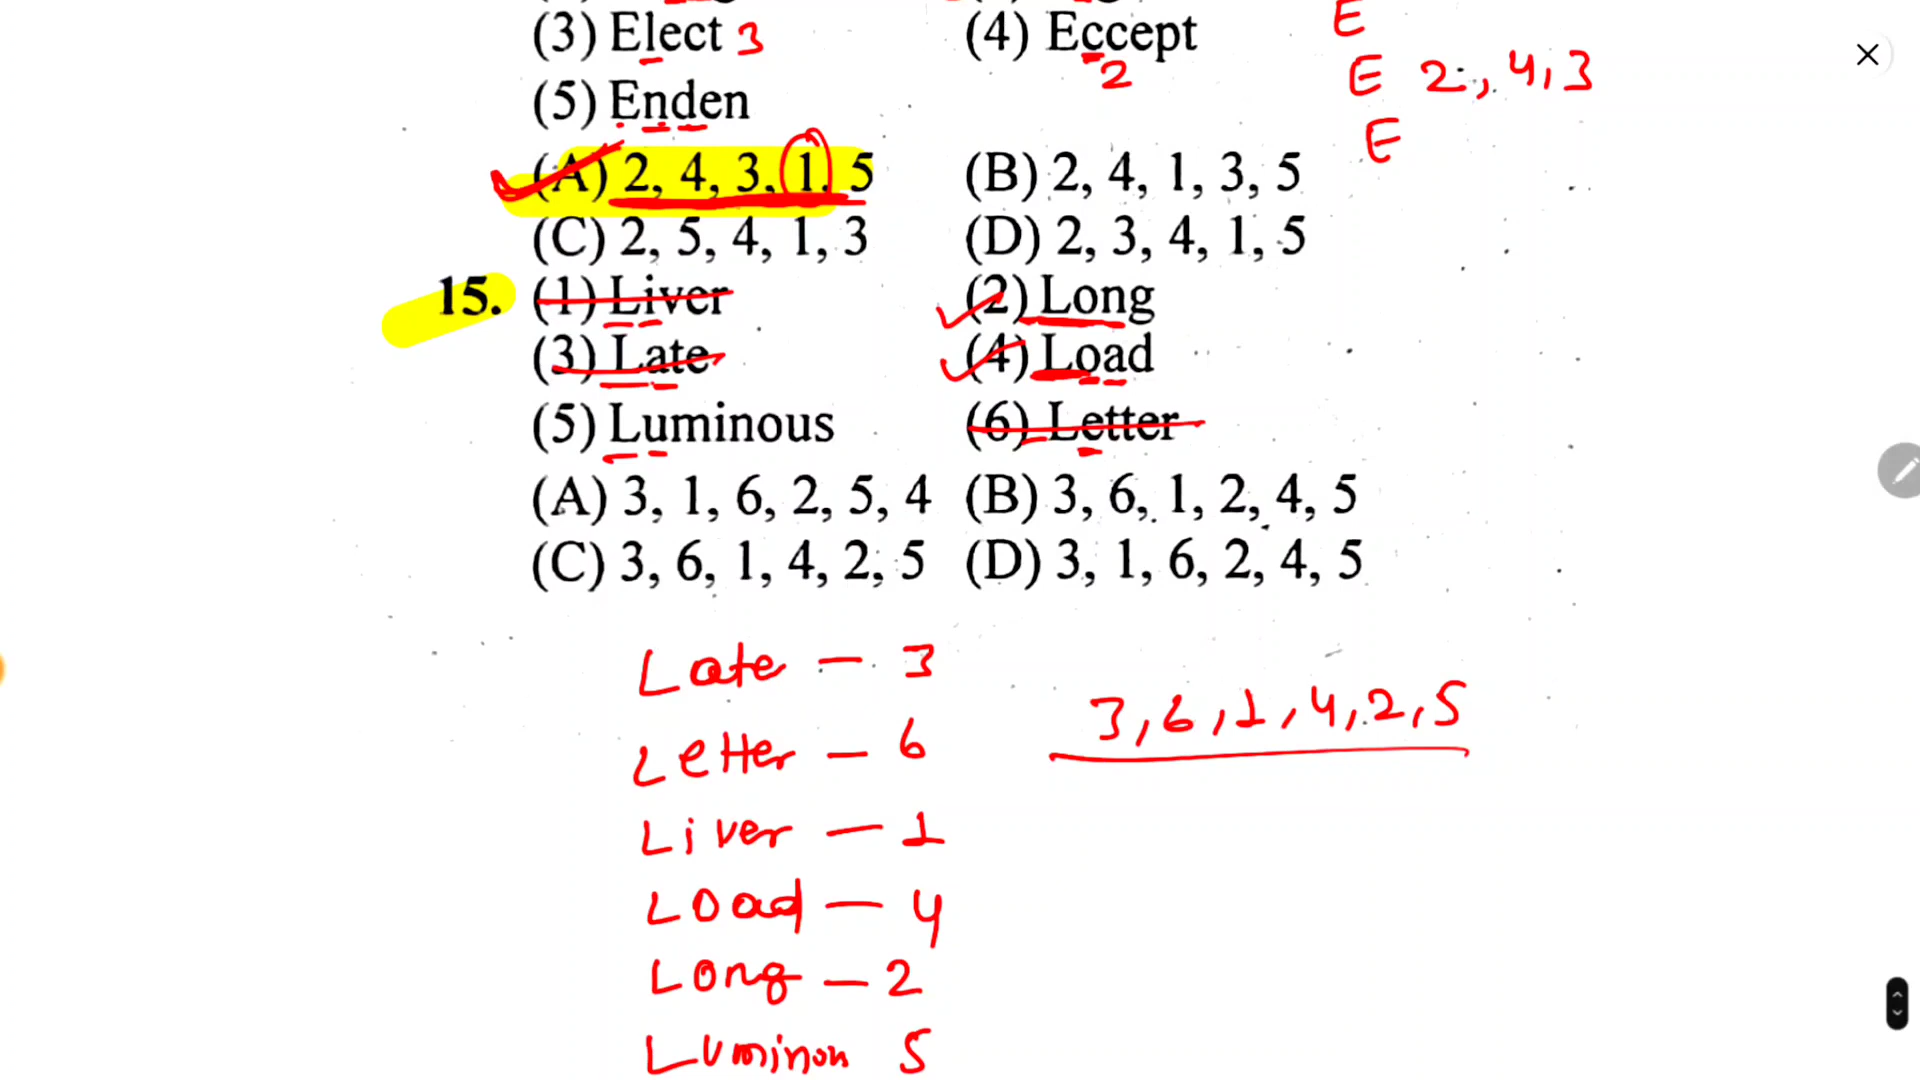 E
(3) Elect 3 (4) Eccept
2
E 2, 4, 3
(5) Enden
E
(A) 2, 4, 3, 1, 5 (B) 2, 4, 1, 3, 5
(C) 2, 5, 4, 1, 3 (D) 2, 3, 4, 1, 5
15. (1) Liver (2) Long
(3) Late (4) Load
(5) Luminous (6) Letter
(A) 3, 1, 6, 2, 5, 4 (B) 3, 6, 1, 2, 4, 5
(C) 3, 6, 1, 4, 2, 5 (D) 3, 1, 6, 2, 4, 5
Late – 3
3, 6, 1, 4, 2, 5
Letter – 6
Liver – 1
Load – 4
Long – 2
Luminou 5